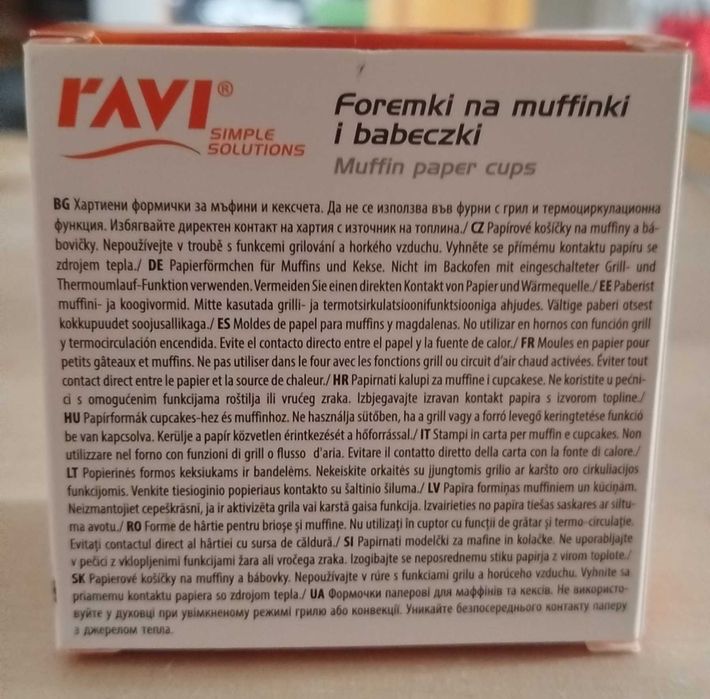 ravi®
SIMPLE
SOLUTIONS
Foremki na muffinki
i babeczki
Muffin paper cups
BG Хартиени формички за мъфини и кексчета. Да не се използва във фурни с грил и термоциркулационна
функция. Избягвайте директен контакт на хартия с източник на топлина./ CZ Papírové košíčky na muffiny a bá-
bovičky. Nepoužívejte v troubě s funkcemi grilování a horkého vzduchu. Vyhněte se přímému kontaktu papíru se
zdrojem tepla./ DE Papierförmchen für Muffins und Kekse. Nicht im Backofen mit eingeschalteter Grill- und
Thermoumlauf-Funktion verwenden. Vermeiden Sie einen direkten Kontakt von Papier und Wärmequelle./ EE Paberist
muffini- ja koogivormid. Mitte kasutada grilli- ja termotsirkulatsioonifunktsiooniga ahjudes. Vältige paberi otsest
kokkupuudet soojusallikaga./ ES Moldes de papel para muffins y magdalenas. No utilizar en hornos con función grill
y termocirculación encendida. Evite el contacto directo entre el papel y la fuente de calor./ FR Moules en papier pour
petits gâteaux et muffins. Ne pas utiliser dans le four avec les fonctions grill ou circuit d'air chaud activées. Éviter tout
contact direct entre le papier et la source de chaleur./ HR Papirnati kalupi za muffine i cupcakese. Ne koristite u pećni-
ci s omogućenim funkcijama roštilja ili vrućeg zraka. Izbjegavajte izravan kontakt papira s izvorom topline./
HU Papírformák cupcakes-hez és muffinhoz. Ne használja sütőben, ha a grill vagy a forró levegő keringtetése funkció
be van kapcsolva. Kerülje a papír közvetlen érintkezését a hőforrással./ IT Stampi in carta per muffin e cupcakes. Non
utilizzare nel forno con funzioni di grill o flusso d'aria. Evitare il contatto diretto della carta con la fonte di calore./
LT Popierinės formos keksiukams ir bandelėms. Nekeiskite orkaitės su įjungtomis grilio ar karšto oro cirkuliacijos
funkcijomis. Venkite tiesioginio popieriaus kontakto su šaltinio šiluma./ LV Papīra formiņas muffiniem un kūciņām.
Neizmantojiet cepeškrāsnī, ja ir aktivizēta grila vai karstā gaisa funkcija. Izvairieties no papīra tiešas saskares ar siltu-
ma avotu./ RO Forme de hârtie pentru brioșe și muffine. Nu utilizați în cuptor cu funcții de grătar și termo-circulație.
Evitați contactul direct al hârtiei cu sursa de căldură./ SI Papirnati modelčki za mafine in kolačke. Ne uporabljajte
v pečici z vklopljenimi funkcijami žara ali vročega zraka. Izogibajte se neposrednemu stiku papirja z virom toplote./
SK Papierové košíčky na muffiny a bábovky. Nepoužívajte v rúre s funkciami grilu a horúceho vzduchu. Vyhnite sa
priamemu kontaktu papiera so zdrojom tepla./ UA Формочки паперові для маффінів та кексів. Не використо-
вуйте у духовці при увімкненому режимі грилю або конвекції. Уникайте безпосереднього контакту паперу
з джерелом тепла.